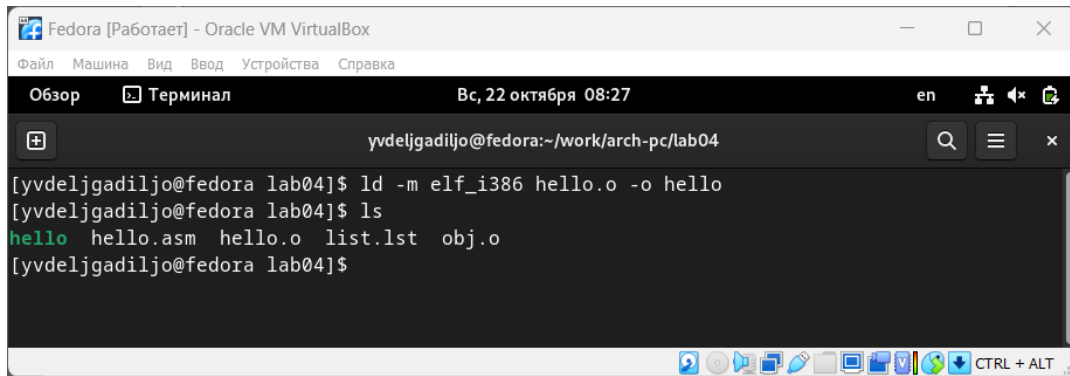 Fedora [Работает] - Oracle VM VirtualBox
Файл Машина Вид Ввод Устройства Справка
Обзор Терминал Вс, 22 октября 08:27 en
yvdeljgadiljo@fedora:~/work/arch-pc/lab04
[yvdeljgadiljo@fedora lab04]$ ld -m elf_i386 hello.o -o hello
[yvdeljgadiljo@fedora lab04]$ ls
hello hello.asm hello.o list.lst obj.o
[yvdeljgadiljo@fedora lab04]$
CTRL + ALT